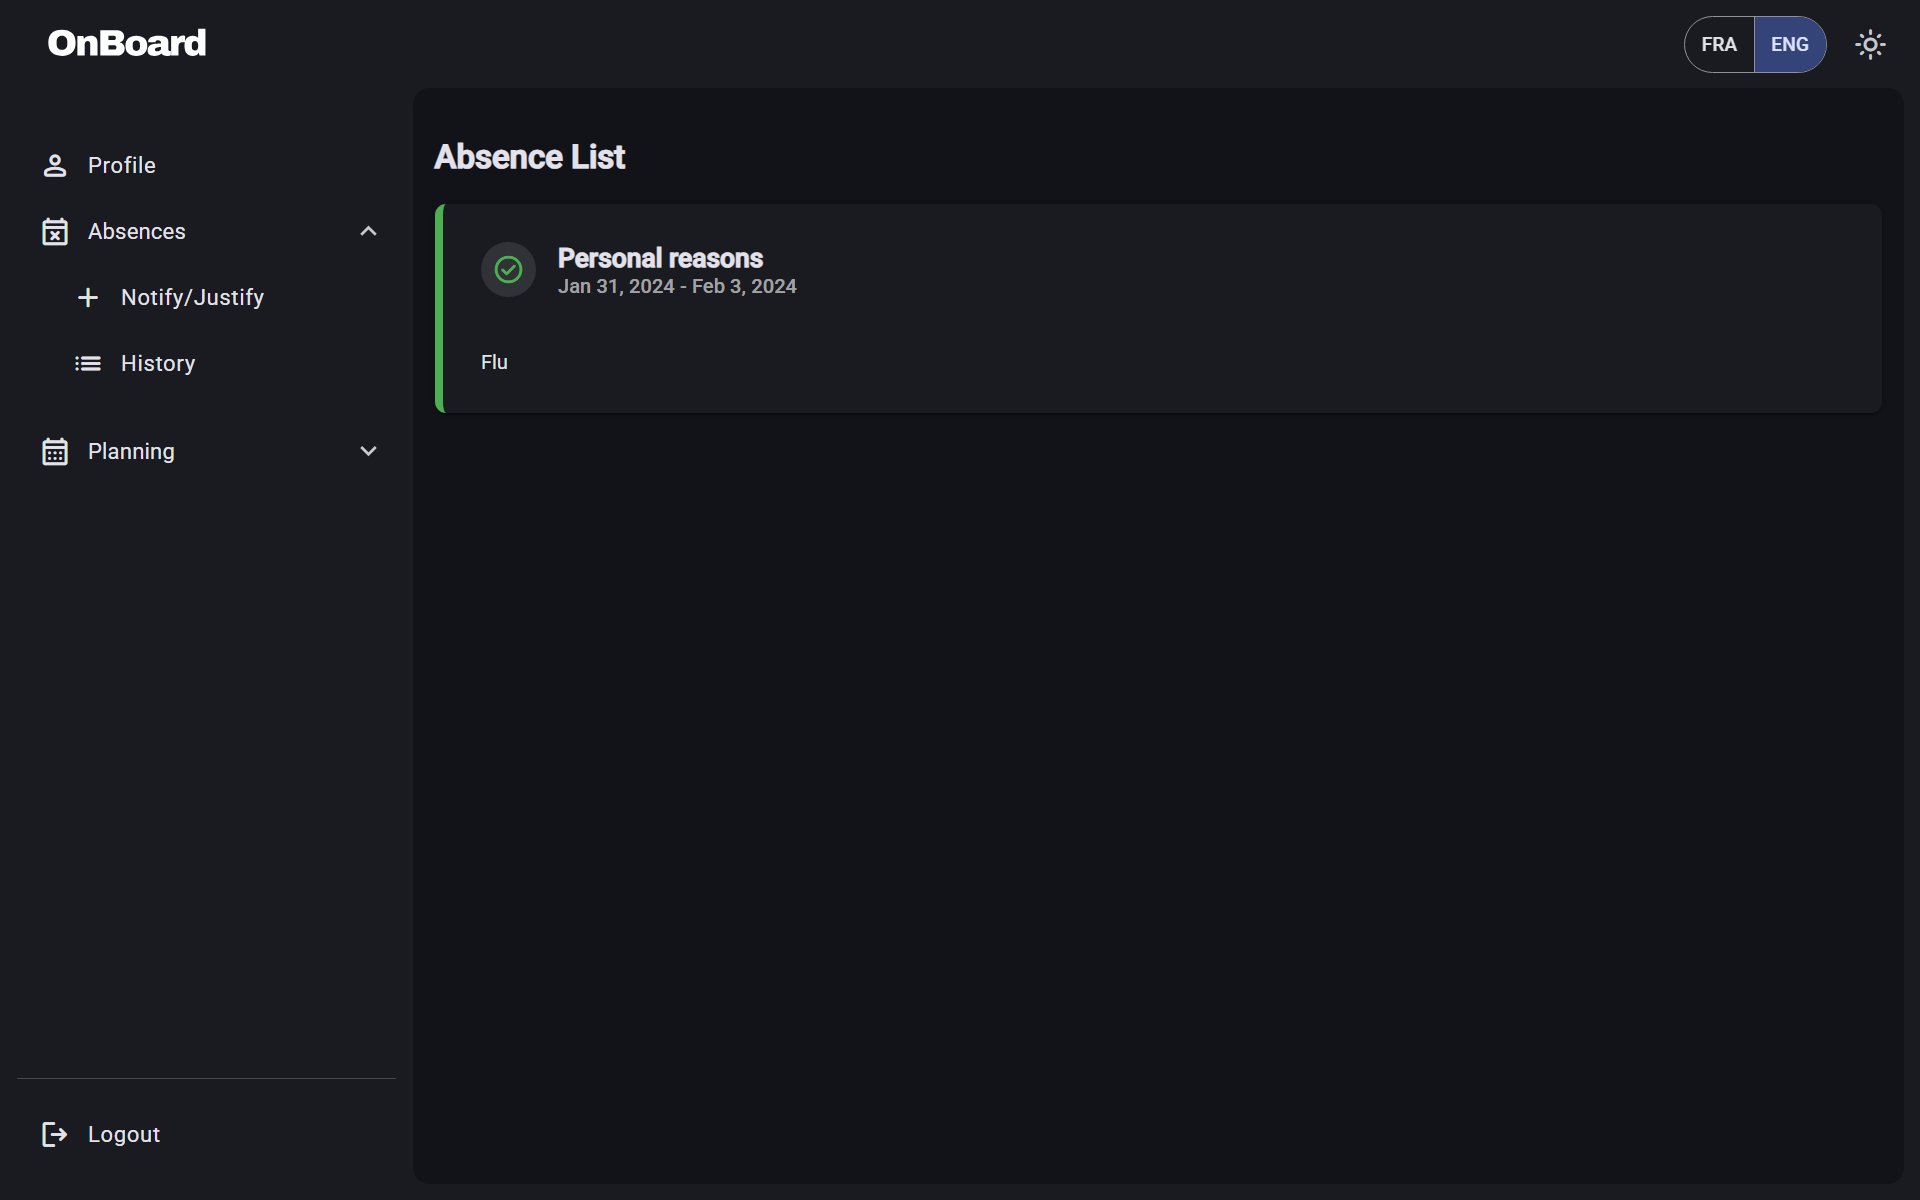 OnBoard
FRA
ENG
Profile
Absences
Notify/Justify
History
Planning
Logout
Absence List
Personal reasons
Jan 31, 2024 - Feb 3, 2024
Flu